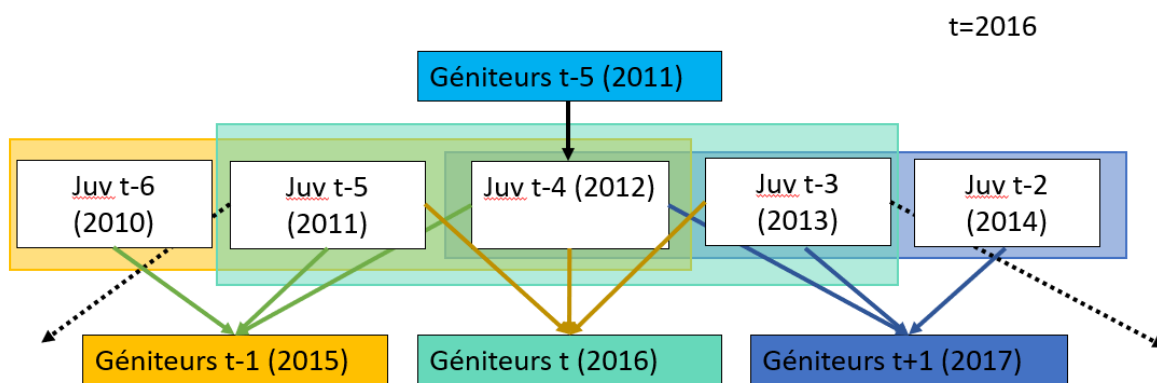 t=2016
Géniteurs t-5 (2011)
Juv t-6
(2010)
Juv t-5
(2011)
Juv t-4 (2012)
Juv t-3
(2013)
Juv t-2
(2014)
Géniteurs t-1 (2015)
Géniteurs t (2016)
Géniteurs t+1 (2017)